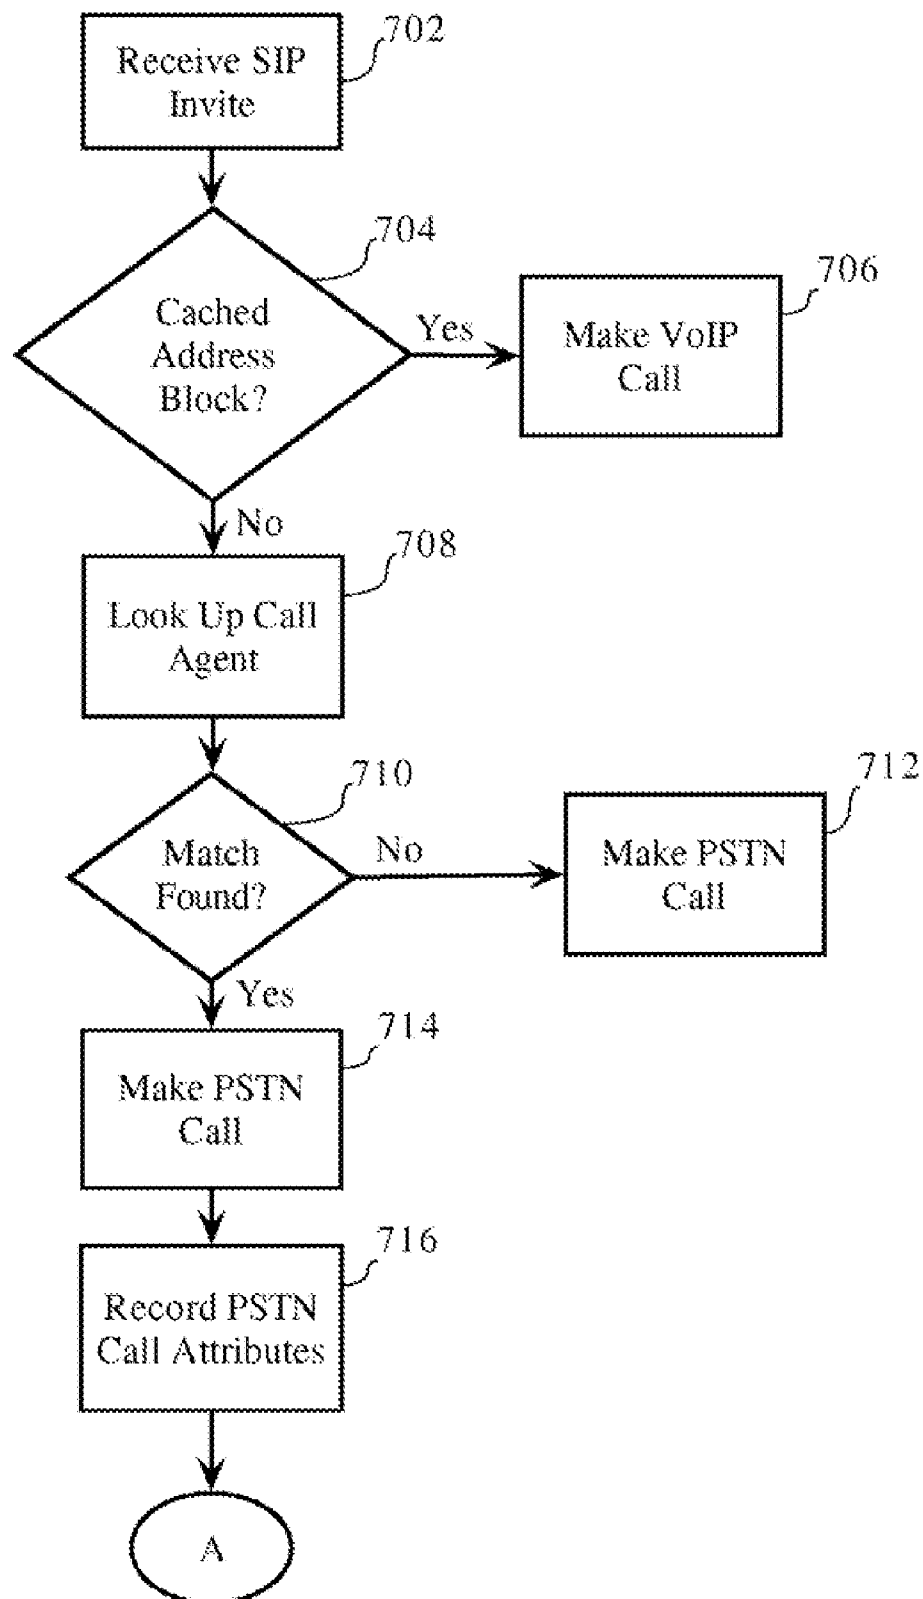 702
Receive SIP
Invite
704
Cached
Address
Block?
Yes
706
Make VoIP
Call
No
708
Look Up Call
Agent
710
Match
Found?
No
712
Make PSTN
Call
Yes
714
Make PSTN
Call
716
Record PSTN
Call Attributes
A